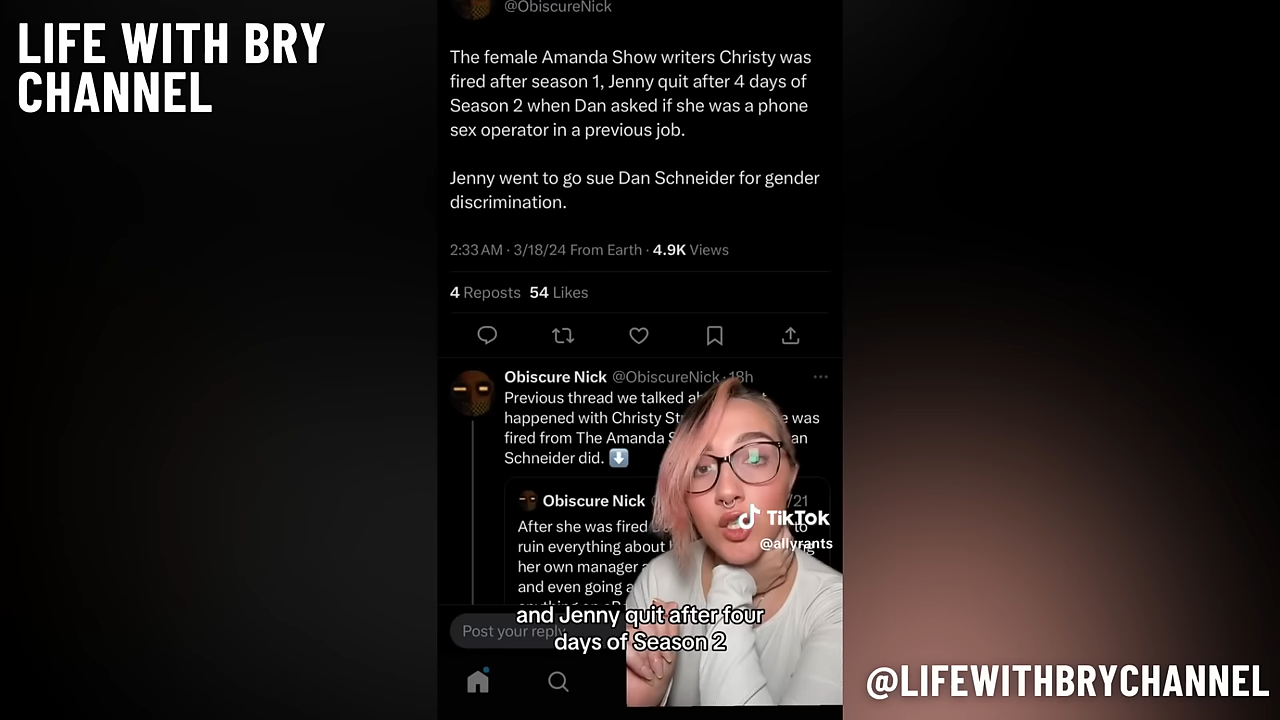 LIFE WITH BRY
CHANNEL
@ObiscureNick
The female Amanda Show writers Christy was
fired after season 1, Jenny quit after 4 days of
Season 2 when Dan asked if she was a phone
sex operator in a previous job.
Jenny went to go sue Dan Schneider for gender
discrimination.
2:33 AM · 3/18/24 From Earth · 4.9K Views
4 Reposts 54 Likes
Obiscure Nick @ObiscureNick · 18h
Previous thread we talked
happened with Christy was
fired from The Amanda
Schneider did. ⬇️
Obiscure Nick /21
After she was fired to
ruin everything about
her own manager
and even going
TikTok
@allyrants
and Jenny quit after four
days of Season 2
Post your reply
@LIFEWITHBRYCHANNEL